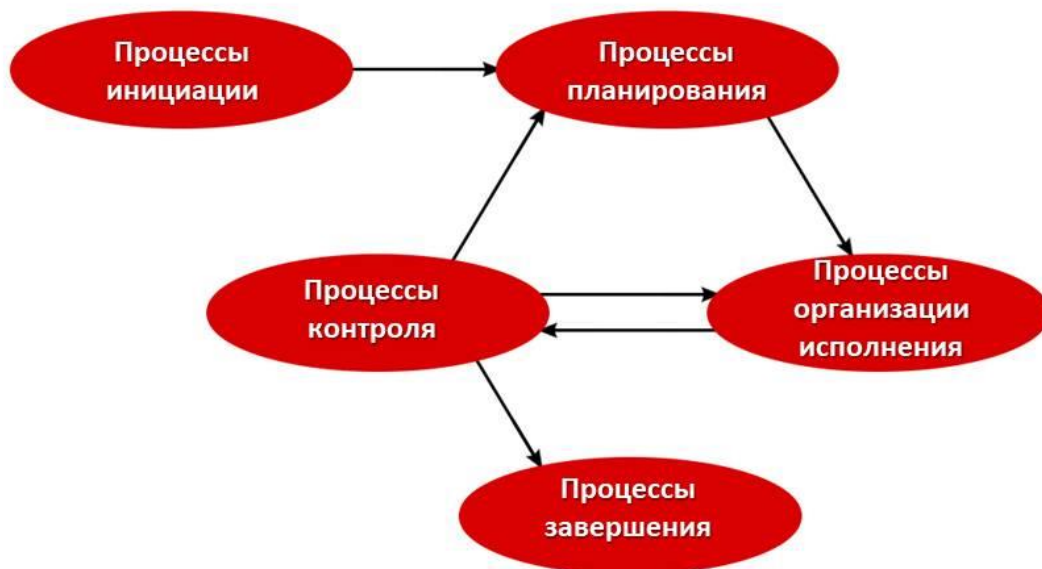 Процессы
инициации
Процессы
планирования
Процессы
контроля
Процессы
организации
исполнения
Процессы
завершения